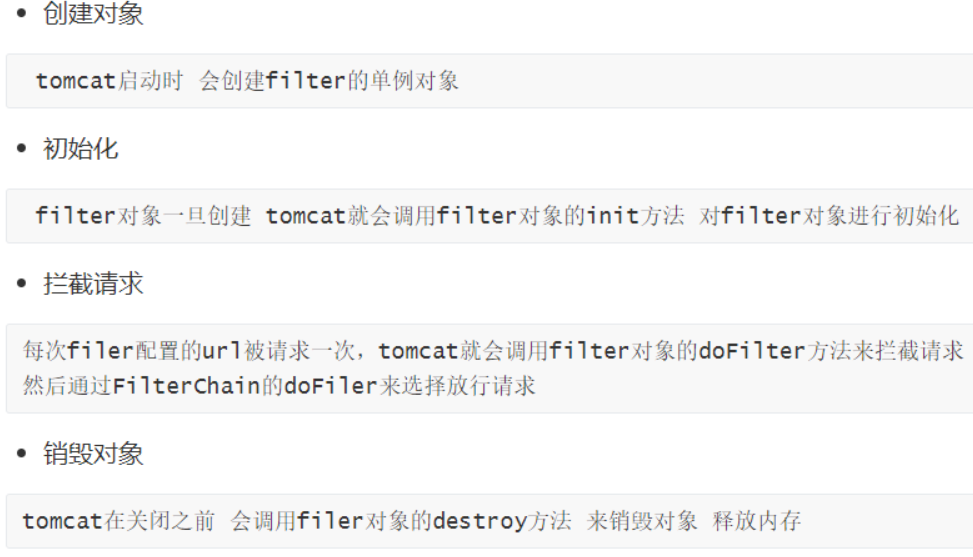 创建对象
tomcat启动时 会创建filter的单例对象
初始化
filter对象一旦创建 tomcat就会调用filter对象的init方法 对filter对象进行初始化
拦截请求
每次filer配置的url被请求一次，tomcat就会调用filter对象的doFilter方法来拦截请求
然后通过FilterChain的doFiler来选择放行请求
销毁对象
tomcat在关闭之前 会调用filer对象的destroy方法 来销毁对象 释放内存